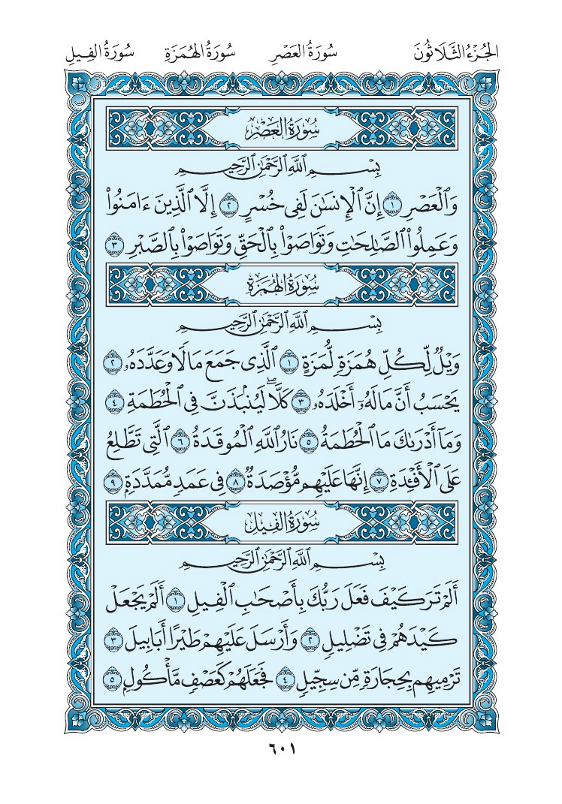 الجُزْءُ الثَّلَاثُونَ سُورَةُ العَصْرِ سُورَةُ الهُمَزَةِ سُورَةُ الفِيلِ
سُورَةُ العَصْرِ
بِسْمِ ٱللَّهِ ٱلرَّحْمَٰنِ ٱلرَّحِيمِ
وَٱلْعَصْرِ ١ إِنَّ ٱلْإِنسَٰنَ لَفِى خُسْرٍ ٢ إِلَّا ٱلَّذِينَ ءَامَنُوا۟
وَعَمِلُوا۟ ٱلصَّٰلِحَٰتِ وَتَوَاصَوْا۟ بِٱلْحَقِّ وَتَوَاصَوْا۟ بِٱلصَّبْرِ ٣
سُورَةُ الهُمَزَةِ
بِسْمِ ٱللَّهِ ٱلرَّحْمَٰنِ ٱلرَّحِيمِ
وَيْلٌ لِّكُلِّ هُمَزَةٍ لُّمَزَةٍ ١ ٱلَّذِى جَمَعَ مَالًا وَعَدَّدَهُۥ ٢
يَحْسَبُ أَنَّ مَالَهُۥٓ أَخْلَدَهُۥ ٣ كَلَّا ۖ لَيُنۢبَذَنَّ فِى ٱلْحُطَمَةِ ٤
وَمَآ أَدْرَىٰكَ مَا ٱلْحُطَمَةُ ٥ نَارُ ٱللَّهِ ٱلْمُوقَدَةُ ٦ ٱلَّتِى تَطَّلِعُ
عَلَى ٱلْأَفْـِٔدَةِ ٧ إِنَّهَا عَلَيْهِم مُّؤْصَدَةٌ ٨ فِى عَمَدٍ مُّمَدَّدَةٍۭ ٩
سُورَةُ الفِيلِ
بِسْمِ ٱللَّهِ ٱلرَّحْمَٰنِ ٱلرَّحِيمِ
أَلَمْ تَرَ كَيْفَ فَعَلَ رَبُّكَ بِأَصْحَٰبِ ٱلْفِيلِ ١ أَلَمْ يَجْعَلْ
كَيْدَهُمْ فِى تَضْلِيلٍ ٢ وَأَرْسَلَ عَلَيْهِمْ طَيْرًا أَبَابِيلَ ٣
تَرْمِيهِم بِحِجَارَةٍ مِّن سِجِّيلٍ ٤ فَجَعَلَهُمْ كَعَصْفٍ مَّأْكُولٍۭ ٥
٦٠١